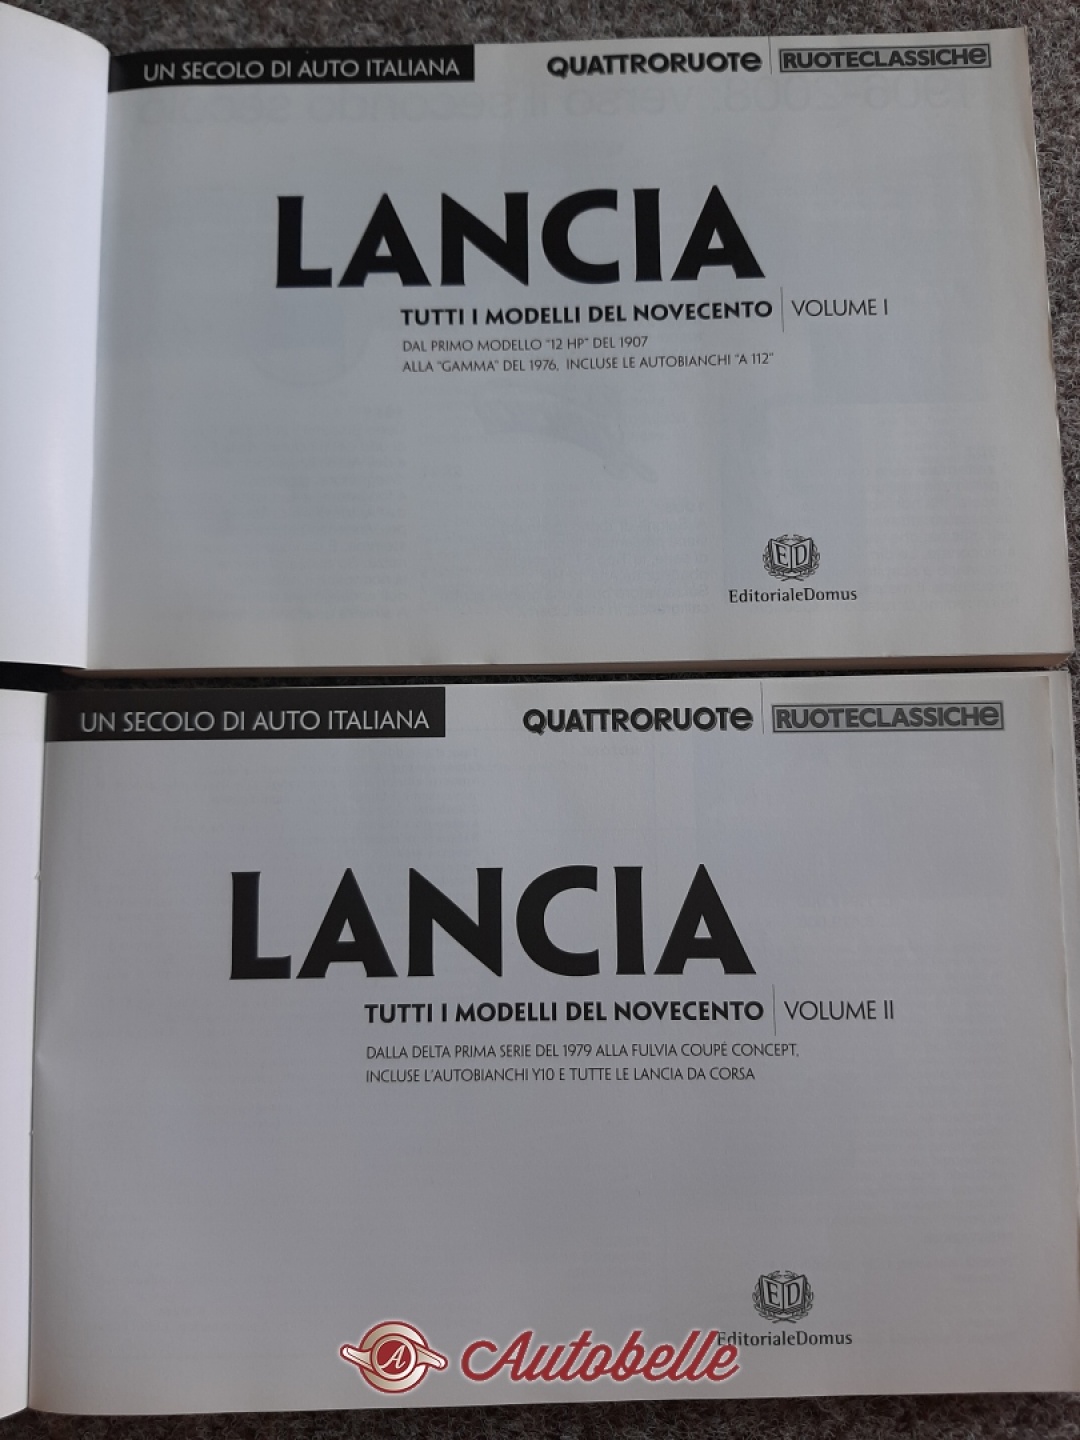 UN SECOLO DI AUTO ITALIANA
QUATTRORUOTE RUOTECLASSICHE
LANCIA
TUTTI I MODELLI DEL NOVECENTO VOLUME I
DAL PRIMO MODELLO "12 HP" DEL 1907
ALLA "GAMMA" DEL 1976, INCLUSE LE AUTOBIANCHI "A 112"
ED
EditorialeDomus
UN SECOLO DI AUTO ITALIANA
QUATTRORUOTE RUOTECLASSICHE
LANCIA
TUTTI I MODELLI DEL NOVECENTO VOLUME II
DALLA DELTA PRIMA SERIE DEL 1979 ALLA FULVIA COUPÉ CONCEPT,
INCLUSE L'AUTOBIANCHI Y10 E TUTTE LE LANCIA DA CORSA
ED
EditorialeDomus
A Autobelle